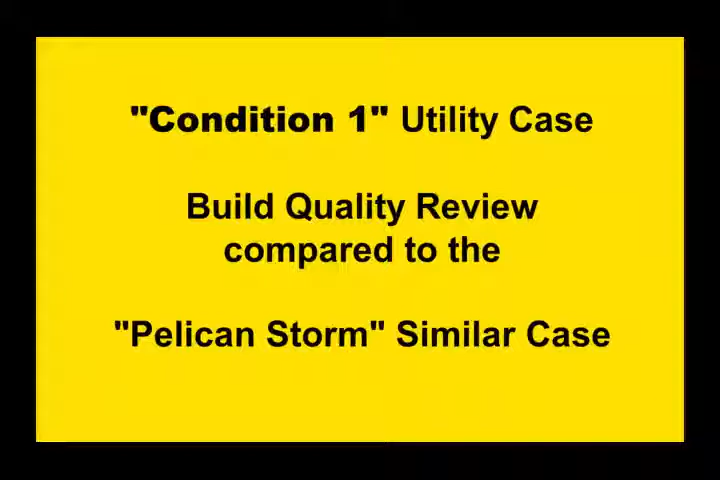 "Condition 1" Utility Case
Build Quality Review
compared to the
"Pelican Storm" Similar Case